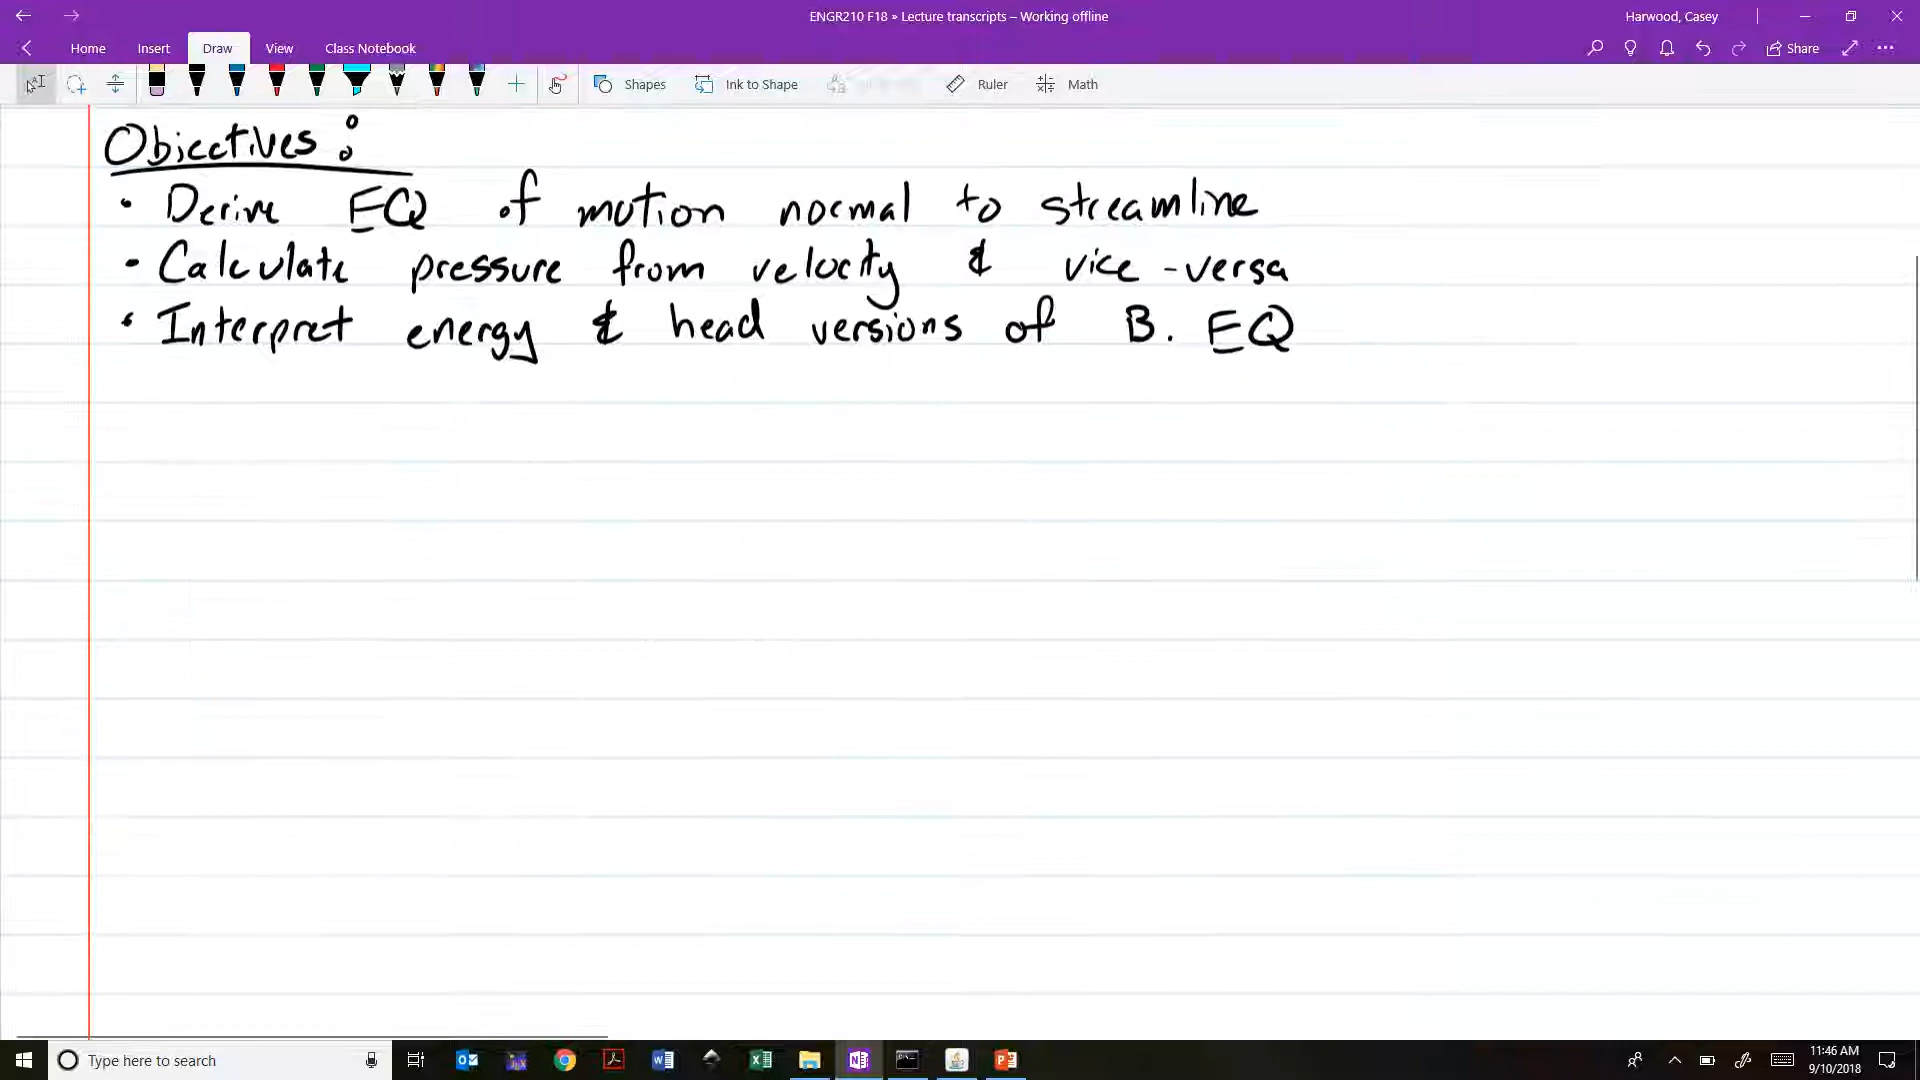 ENGR210 F18 » Lecture transcripts – Working offline
Harwood, Casey
Home Insert Draw View Class Notebook
Share
Shapes Ink to Shape Ruler Math
Objectives :
• Derive EQ of motion normal to streamline
• Calculate pressure from velocity & vice-versa
• Interpret energy & head versions of B. EQ
Type here to search
11:46 AM
9/10/2018